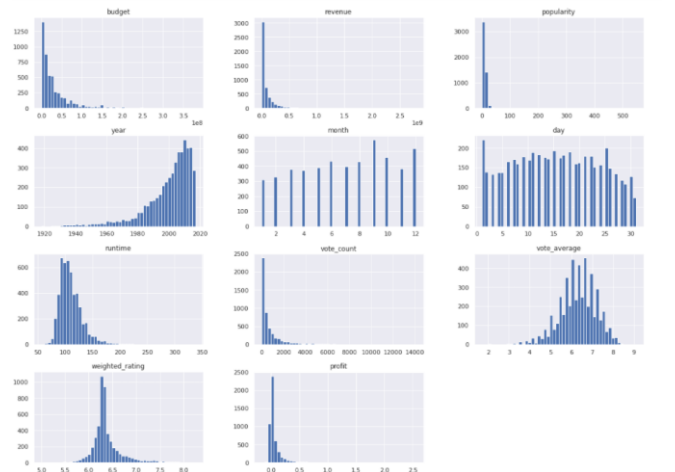 budget
revenue
popularity
1250
1000
750
500
250
0
0.0 0.5 1.0 1.5 2.0 2.5 3.0 3.5
1e8
3000
2500
2000
1500
1000
500
0
0.0 0.5 1.0 1.5 2.0 2.5
1e9
3000
2000
1000
0
0 100 200 300 400 500
year
month
day
400
300
200
100
0
1920 1940 1960 1980 2000 2020
600
500
400
300
200
100
0
2 4 6 8 10 12
200
150
100
50
0
0 5 10 15 20 25 30
runtime
vote_count
vote_average
600
400
200
0
50 100 150 200 250 300 350
2500
2000
1500
1000
500
0
0 2000 4000 6000 8000 10000 12000 14000
400
300
200
100
0
2 3 4 5 6 7 8 9
weighted_rating
profit
1000
800
600
400
200
0
5.0 5.5 6.0 6.5 7.0 7.5 8.0
2500
2000
1500
1000
500
0
0.0 0.5 1.0 1.5 2.0 2.5